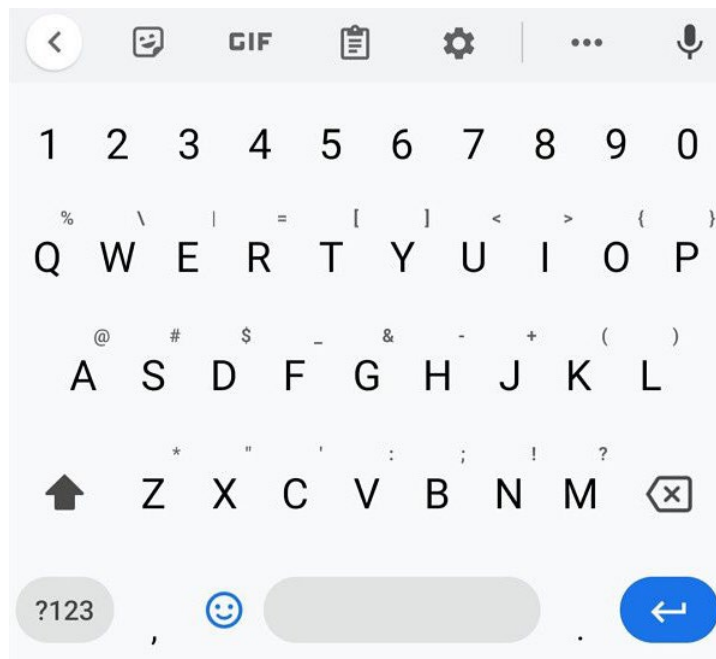 GIF
1 2 3 4 5 6 7 8 9 0
% \ | = [ ] < > { }
Q W E R T Y U I O P
@ # $ _ & - + ( )
A S D F G H J K L
* " ' : ; ! ?
Z X C V B N M
?123 , .